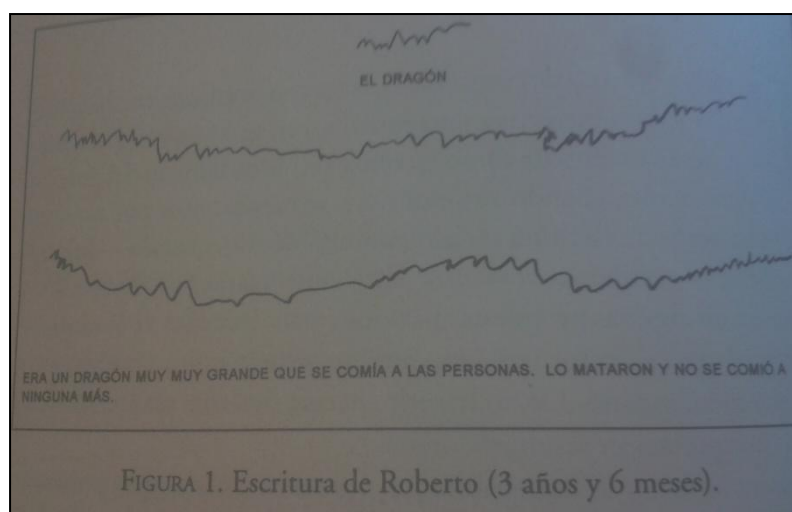 EL DRAGÓN
ERA UN DRAGÓN MUY MUY GRANDE QUE SE COMÍA A LAS PERSONAS. LO MATARON Y NO SE COMIÓ A
NINGUNA MÁS.
FIGURA 1. Escritura de Roberto (3 años y 6 meses).